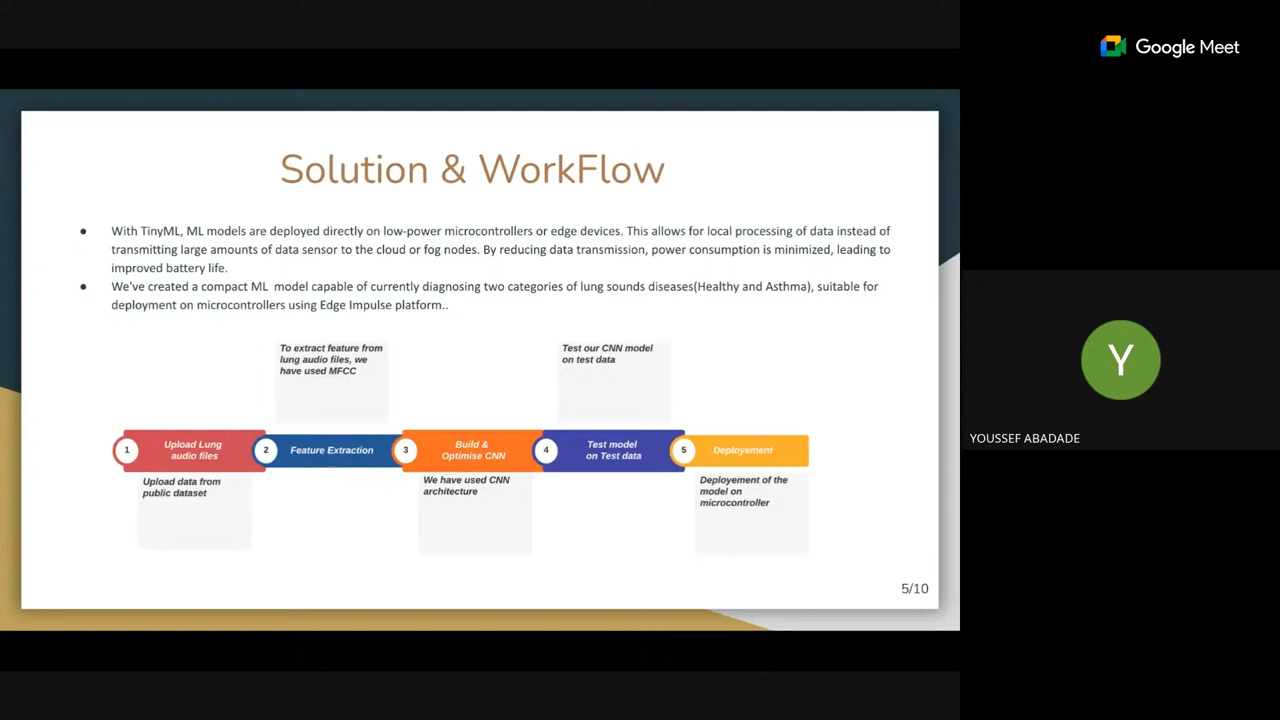 Google Meet
Solution & WorkFlow
● With TinyML, ML models are deployed directly on low-power microcontrollers or edge devices. This allows for local processing of data instead of
transmitting large amounts of data sensor to the cloud or fog nodes. By reducing data transmission, power consumption is minimized, leading to
improved battery life.
● We've created a compact ML model capable of currently diagnosing two categories of lung sounds diseases(Healthy and Asthma), suitable for
deployment on microcontrollers using Edge Impulse platform..
To extract feature from
lung audio files, we
have used MFCC
Test our CNN model
on test data
1
Upload Lung
audio files
2
Feature Extraction
3
Build &
Optimise CNN
4
Test model
on Test data
5
Deployement
Upload data from
public dataset
We have used CNN
architecture
Deployement of the
model on
microcontroller
5/10
Y
YOUSSEF ABADADE